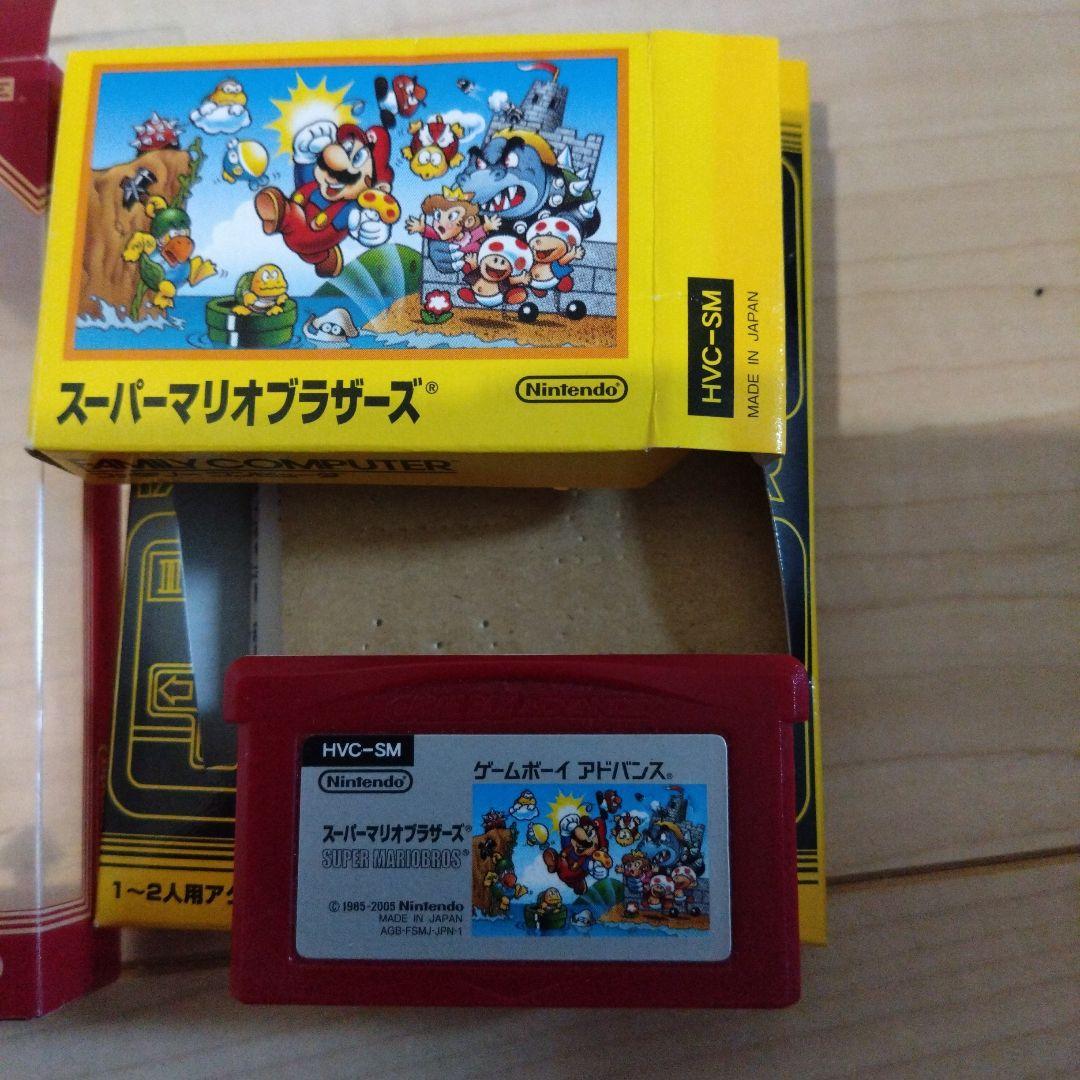 スーパーマリオブラザーズ®
Nintendo®
HVC-SM
MADE IN JAPAN
FAMILY COMPUTER
1〜2人用アク
HVC-SM
Nintendo®
ゲームボーイ アドバンス®
スーパーマリオブラザーズ®
SUPER MARIOBROS®
© 1985-2005 Nintendo
MADE IN JAPAN
AGB-FSMJ-JPN-1